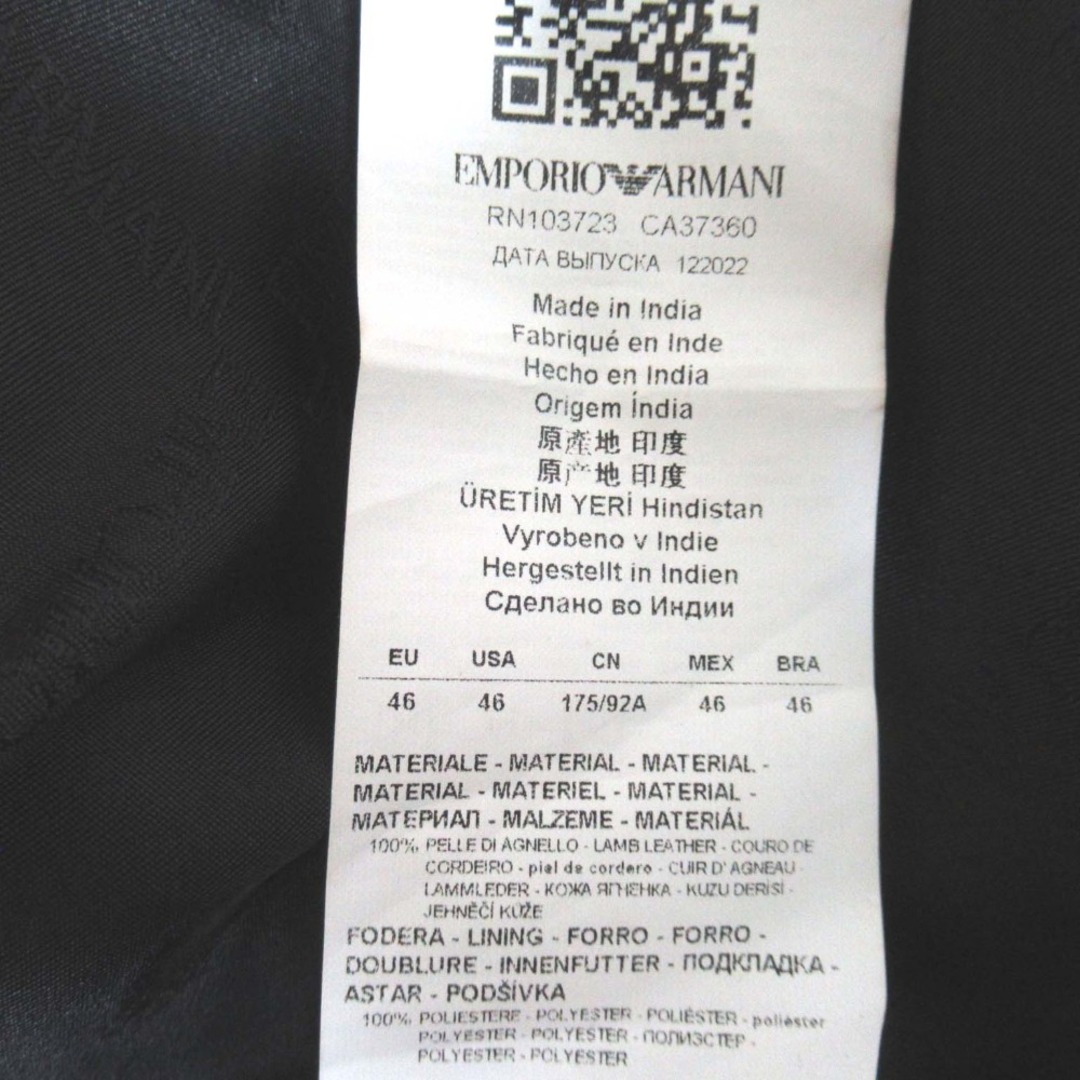 EMPORIO ARMANI
RN103723 CA37360
ДАТА ВЫПУСКА 122022
Made in India
Fabriqué en Inde
Hecho en India
Origem Índia
原產地 印度
原产地 印度
ÜRETİM YERİ Hindistan
Vyrobeno v Indie
Hergestellt in Indien
Сделано во Индии
EU USA CN MEX BRA
46 46 175/92A 46 46
MATERIALE - MATERIAL - MATERIAL -
MATERIAL - MATERIEL - MATERIAL -
МАТЕРИАЛ - MALZEME - MATERIÁL
100% PELLE DI AGNELLO - LAMB LEATHER - COURO DE
CORDEIRO - piel de cordero - CUIR D'AGNEAU -
LAMMLEDER - КОЖА ЯГНЕНКА - KUZU DERİSİ -
JEHNĚČÍ KŮŽE
FODERA - LINING - FORRO - FORRO -
DOUBLURE - INNENFUTTER - ПОДКЛАДКА -
ASTAR - PODŠÍVKA
100% POLIESTERE - POLYESTER - POLIÉSTER - poliéster
POLYESTER - POLYESTER - ПОЛИЭСТЕР -
POLYESTER - POLYESTER